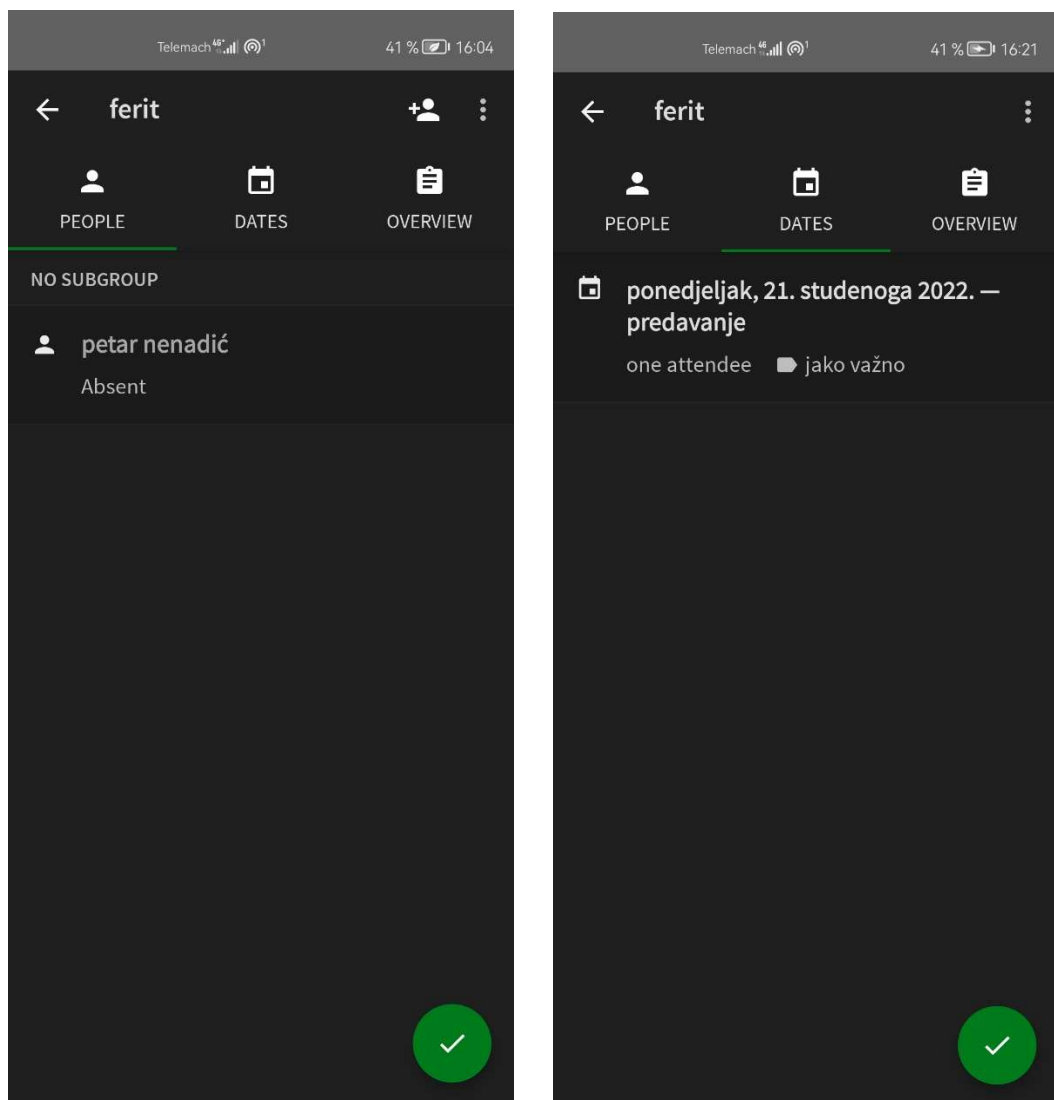 Telemach 41 % 16:04
ferit
PEOPLE DATES OVERVIEW
NO SUBGROUP
petar nenadić
Absent
Telemach 41 % 16:21
ferit
PEOPLE DATES OVERVIEW
ponedjeljak, 21. studenoga 2022. —
predavanje
one attendee jako važno